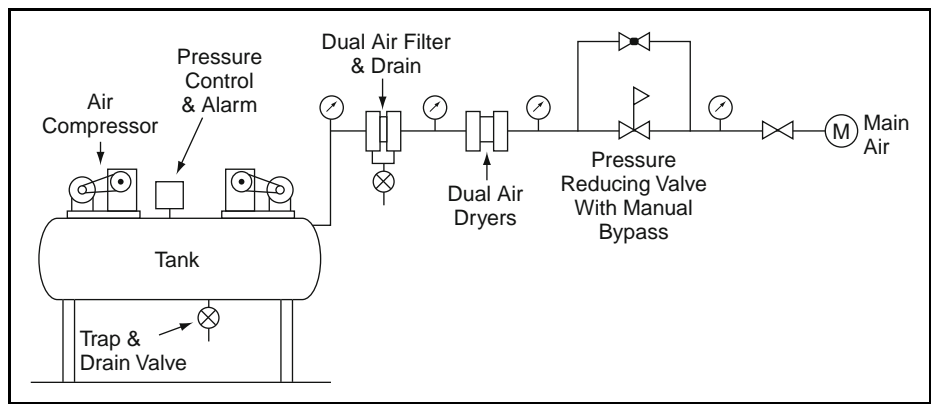 Air
Compressor
Pressure
Control
& Alarm
Dual Air Filter
& Drain
Dual Air
Dryers
Pressure
Reducing Valve
With Manual
Bypass
M
Main
Air
Tank
Trap &
Drain Valve